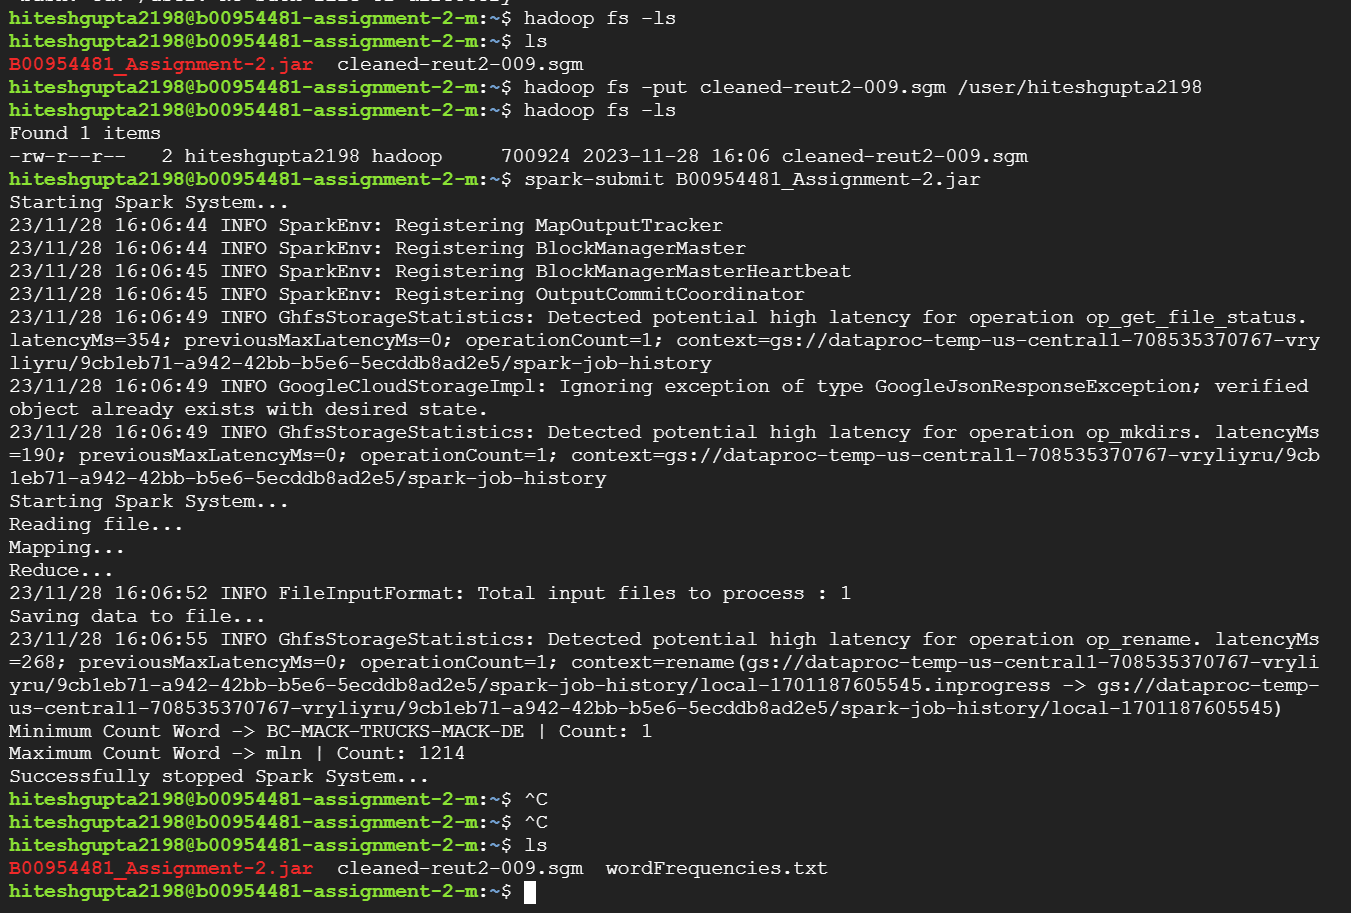 hiteshgupta2198@b00954481-assignment-2-m:~$ hadoop fs -ls
hiteshgupta2198@b00954481-assignment-2-m:~$ ls
B00954481_Assignment-2.jar  cleaned-reut2-009.sgm
hiteshgupta2198@b00954481-assignment-2-m:~$ hadoop fs -put cleaned-reut2-009.sgm /user/hiteshgupta2198
hiteshgupta2198@b00954481-assignment-2-m:~$ hadoop fs -ls
Found 1 items
-rw-r--r--   2 hiteshgupta2198 hadoop     700924 2023-11-28 16:06 cleaned-reut2-009.sgm
hiteshgupta2198@b00954481-assignment-2-m:~$ spark-submit B00954481_Assignment-2.jar
Starting Spark System...
23/11/28 16:06:44 INFO SparkEnv: Registering MapOutputTracker
23/11/28 16:06:44 INFO SparkEnv: Registering BlockManagerMaster
23/11/28 16:06:45 INFO SparkEnv: Registering BlockManagerMasterHeartbeat
23/11/28 16:06:45 INFO SparkEnv: Registering OutputCommitCoordinator
23/11/28 16:06:49 INFO GhfsStorageStatistics: Detected potential high latency for operation op_get_file_status.
latencyMs=354; previousMaxLatencyMs=0; operationCount=1; context=gs://dataproc-temp-us-central1-708535370767-vry
liyru/9cb1eb71-a942-42bb-b5e6-5ecddb8ad2e5/spark-job-history
23/11/28 16:06:49 INFO GoogleCloudStorageImpl: Ignoring exception of type GoogleJsonResponseException; verified
object already exists with desired state.
23/11/28 16:06:49 INFO GhfsStorageStatistics: Detected potential high latency for operation op_mkdirs. latencyMs
=190; previousMaxLatencyMs=0; operationCount=1; context=gs://dataproc-temp-us-central1-708535370767-vryliyru/9cb
1eb71-a942-42bb-b5e6-5ecddb8ad2e5/spark-job-history
Starting Spark System...
Reading file...
Mapping...
Reduce...
23/11/28 16:06:52 INFO FileInputFormat: Total input files to process : 1
Saving data to file...
23/11/28 16:06:55 INFO GhfsStorageStatistics: Detected potential high latency for operation op_rename. latencyMs
=268; previousMaxLatencyMs=0; operationCount=1; context=rename(gs://dataproc-temp-us-central1-708535370767-vryli
yru/9cb1eb71-a942-42bb-b5e6-5ecddb8ad2e5/spark-job-history/local-1701187605545.inprogress -> gs://dataproc-temp-
us-central1-708535370767-vryliyru/9cb1eb71-a942-42bb-b5e6-5ecddb8ad2e5/spark-job-history/local-1701187605545)
Minimum Count Word -> BC-MACK-TRUCKS-MACK-DE | Count: 1
Maximum Count Word -> mln | Count: 1214
Successfully stopped Spark System...
hiteshgupta2198@b00954481-assignment-2-m:~$ ^C
hiteshgupta2198@b00954481-assignment-2-m:~$ ^C
hiteshgupta2198@b00954481-assignment-2-m:~$ ls
B00954481_Assignment-2.jar  cleaned-reut2-009.sgm  wordFrequencies.txt
hiteshgupta2198@b00954481-assignment-2-m:~$